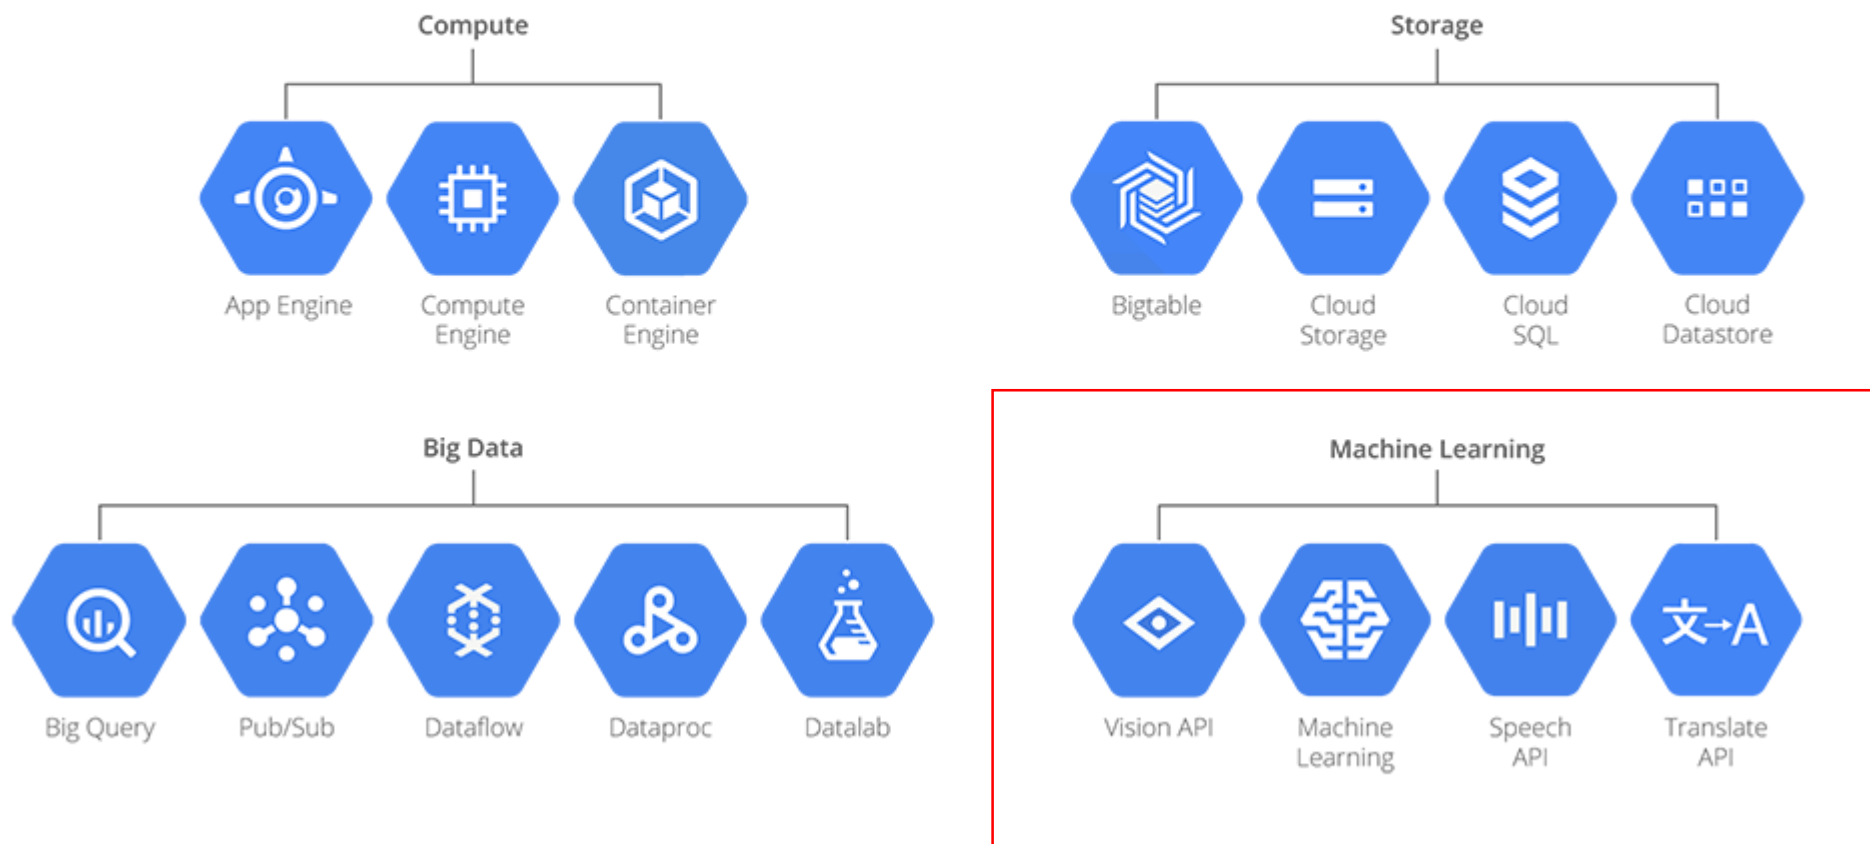 Compute
App Engine
Compute
Engine
Container
Engine
Storage
Bigtable
Cloud
Storage
Cloud
SQL
Cloud
Datastore
Big Data
Big Query
Pub/Sub
Dataflow
Dataproc
Datalab
Machine Learning
文→A
Vision API
Machine
Learning
Speech
API
Translate
API